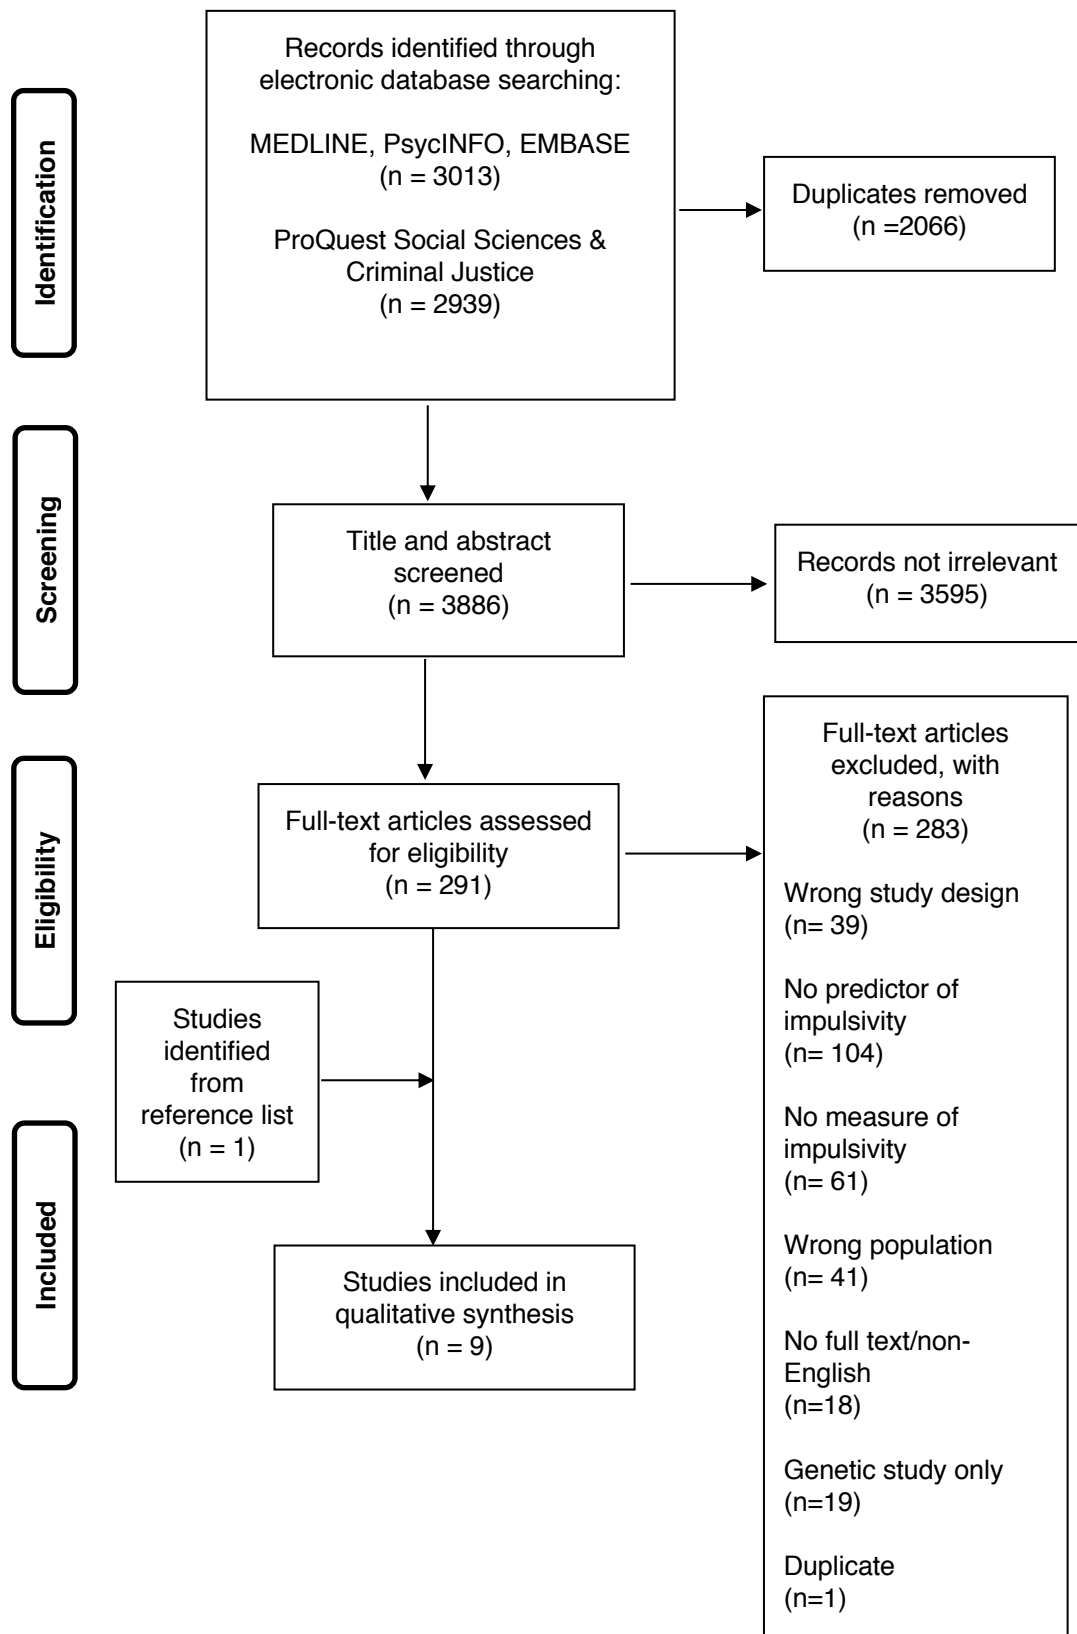 Identification
Records identified through
electronic database searching:
MEDLINE, PsycINFO, EMBASE
(n = 3013)
ProQuest Social Sciences &
Criminal Justice
(n = 2939)
Duplicates removed
(n =2066)
Screening
Title and abstract
screened
(n = 3886)
Records not irrelevant
(n = 3595)
Eligibility
Full-text articles assessed
for eligibility
(n = 291)
Full-text articles
excluded, with
reasons
(n = 283)
Wrong study design
(n= 39)
No predictor of
impulsivity
(n= 104)
No measure of
impulsivity
(n= 61)
Wrong population
(n= 41)
No full text/non-
English
(n=18)
Genetic study only
(n=19)
Duplicate
(n=1)
Studies
identified
from
reference list
(n = 1)
Included
Studies included in
qualitative synthesis
(n = 9)